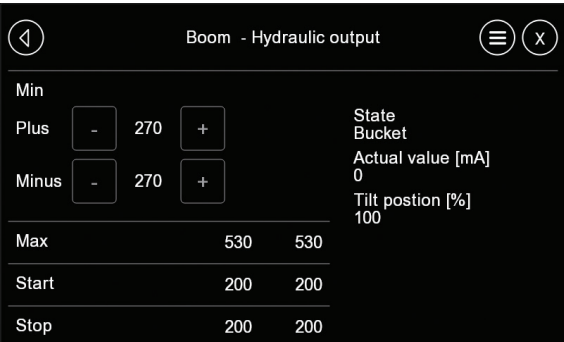 Boom - Hydraulic output
X
Min
Plus - 270 +
Minus - 270 +
Max 530 530
Start 200 200
Stop 200 200
State
Bucket
Actual value [mA]
0
Tilt postion [%]
100